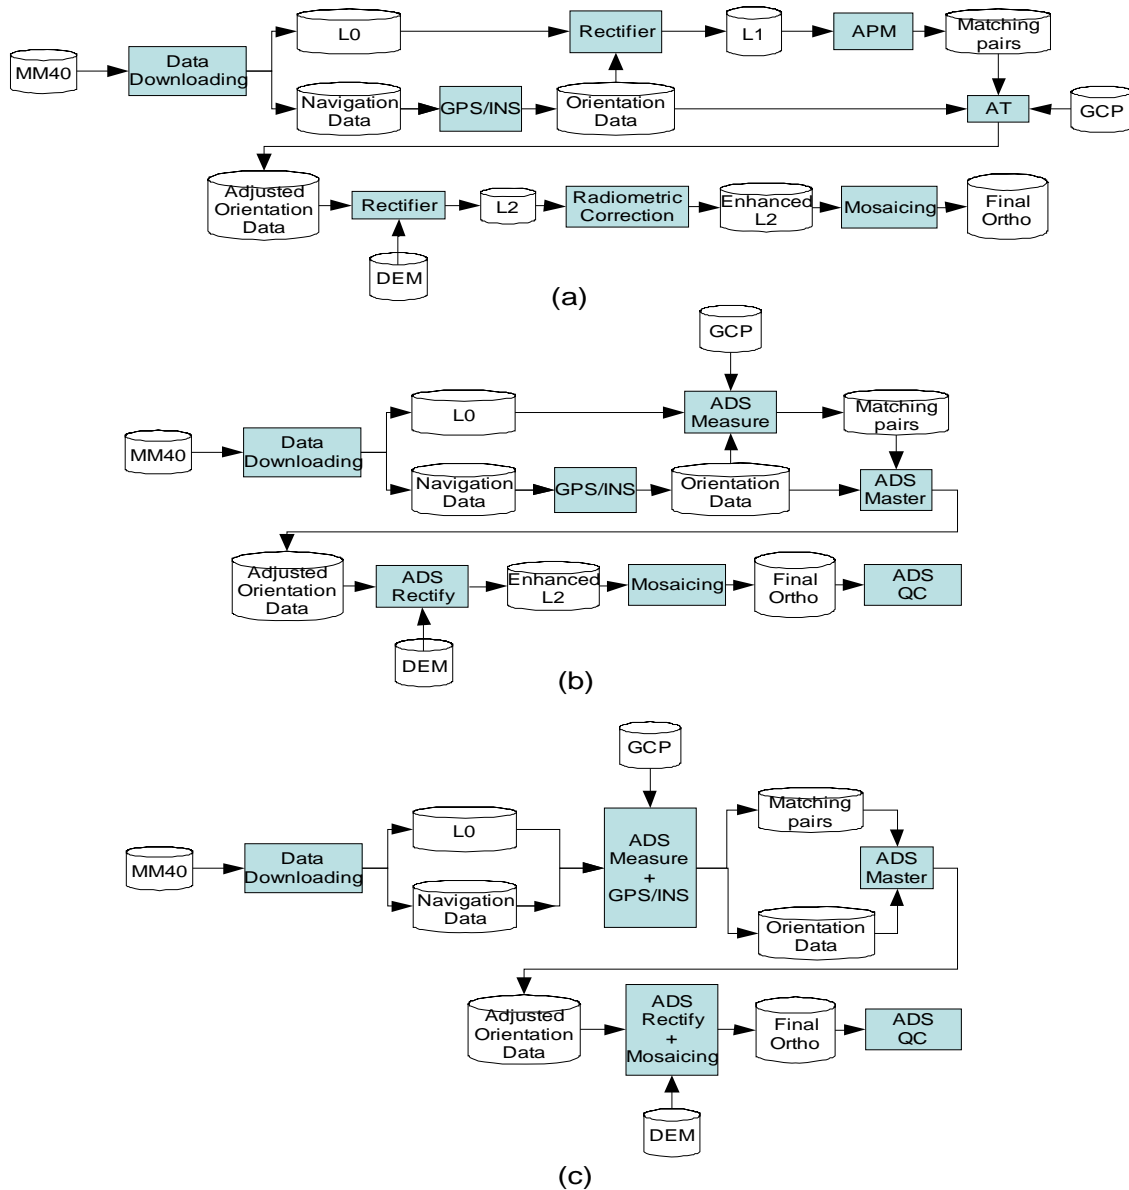 MM40
Data
Downloading
L0
Rectifier
L1
APM
Matching
pairs
Navigation
Data
GPS/INS
Orientation
Data
AT
GCP
Adjusted
Orientation
Data
Rectifier
L2
Radiometric
Correction
Enhanced
L2
Mosaicing
Final
Ortho
DEM
(a)
GCP
MM40
Data
Downloading
L0
ADS
Measure
Matching
pairs
Navigation
Data
GPS/INS
Orientation
Data
ADS
Master
Adjusted
Orientation
Data
ADS
Rectify
Enhanced
L2
Mosaicing
Final
Ortho
ADS
QC
DEM
(b)
GCP
MM40
Data
Downloading
L0
Navigation
Data
ADS
Measure
+
GPS/INS
Matching
pairs
Orientation
Data
ADS
Master
Adjusted
Orientation
Data
ADS
Rectify
+
Mosaicing
Final
Ortho
ADS
QC
DEM
(c)